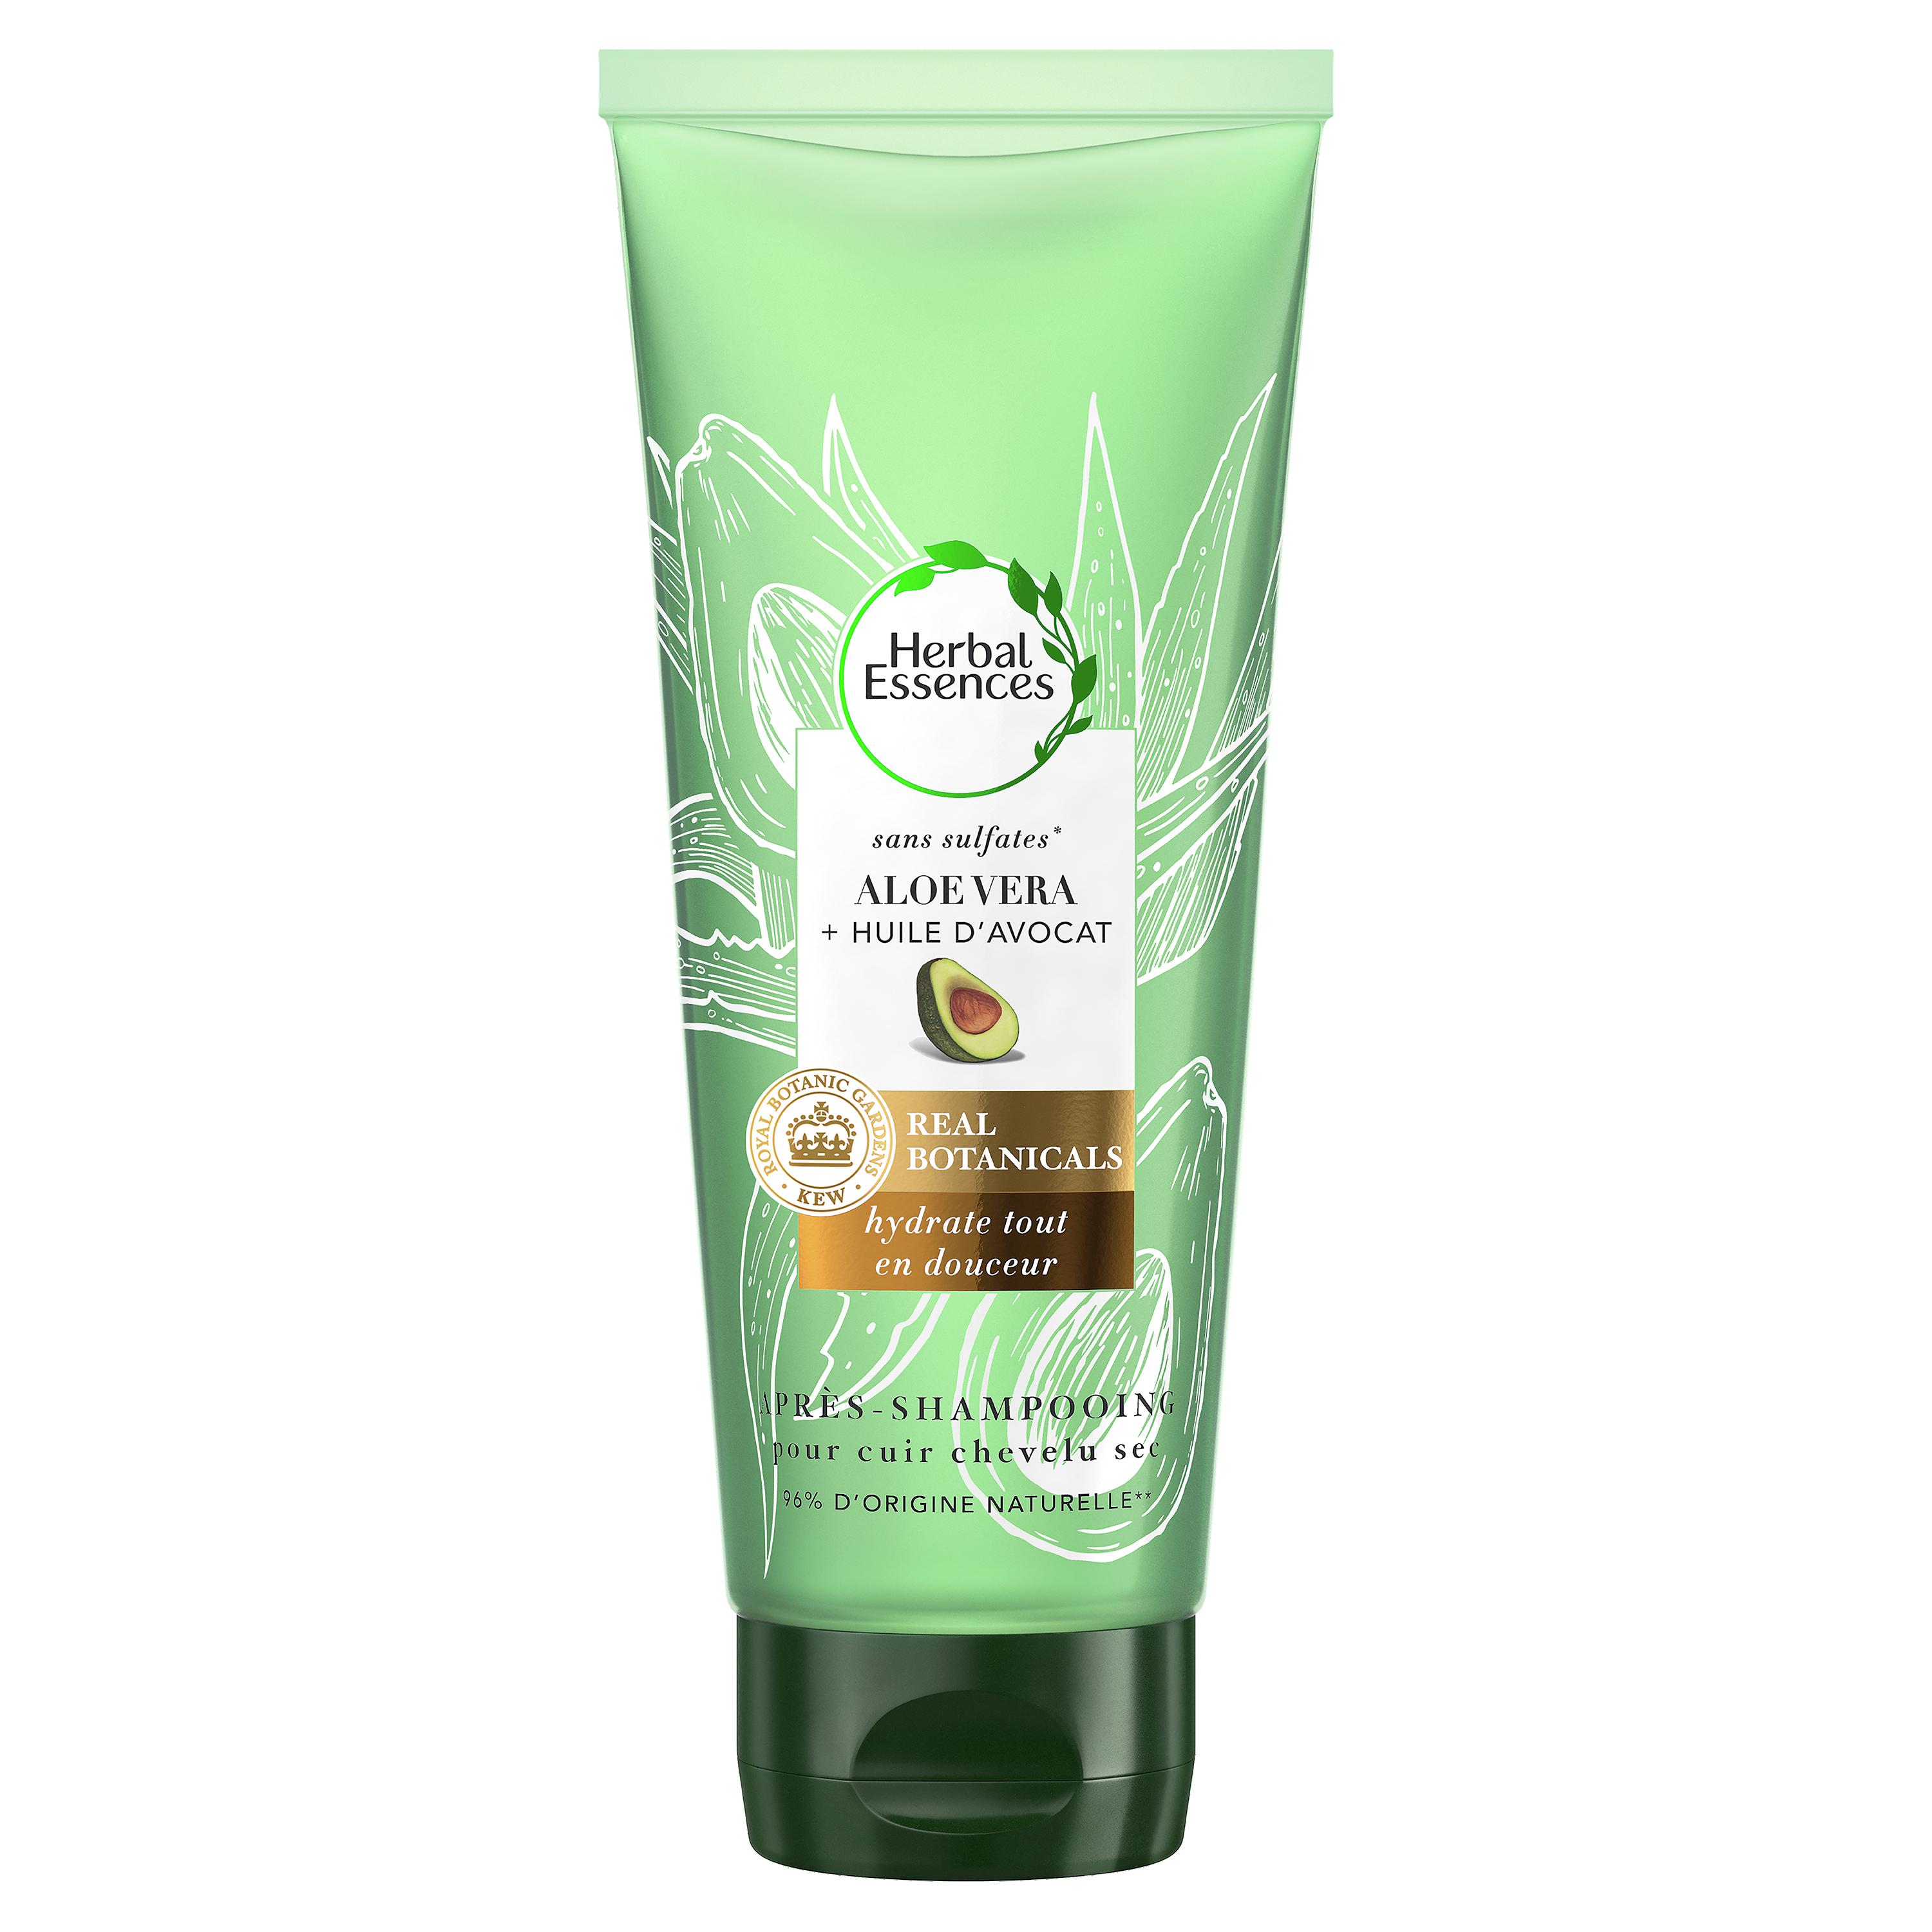 Herbal
Essences
sans sulfates*
ALOE VERA
+ HUILE D'AVOCAT
ROYAL BOTANIC GARDENS
KEW
REAL
BOTANICALS
hydrate tout
en douceur
APRÈS-SHAMPOOING
pour cuir chevelu sec
96% D'ORIGINE NATURELLE**